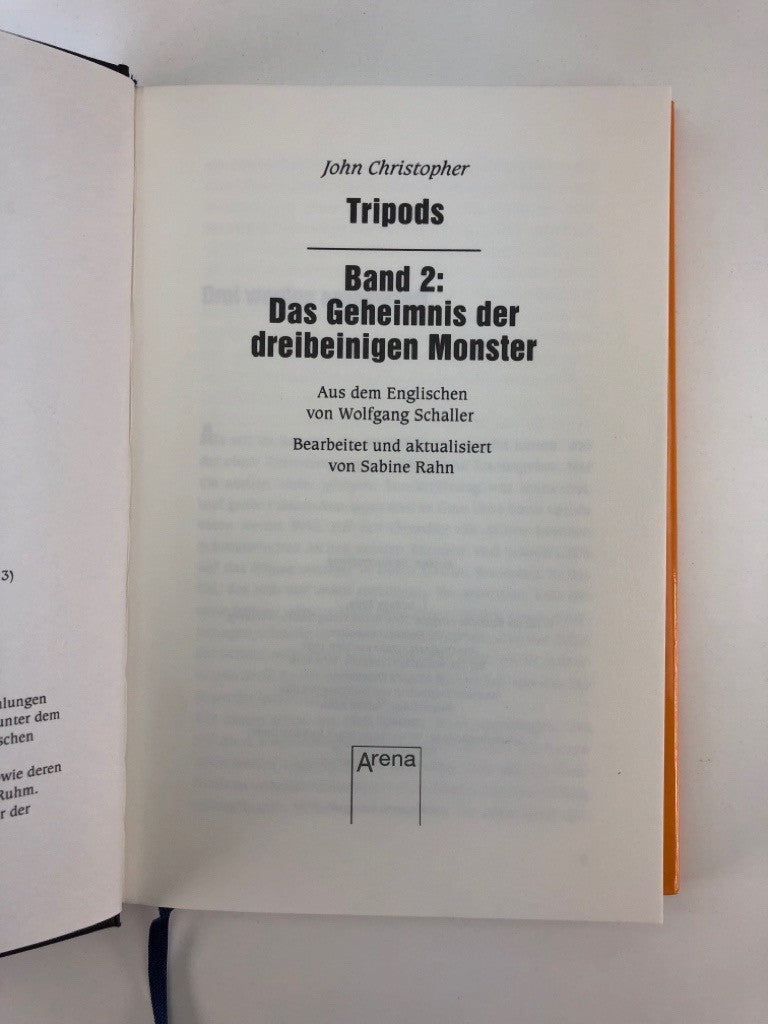 3)
hlungen
unter dem
schen
wie deren
Ruhm.
r der
John Christopher
Tripods
Band 2:
Das Geheimnis der
dreibeinigen Monster
Aus dem Englischen
von Wolfgang Schaller
Bearbeitet und aktualisiert
von Sabine Rahn
Arena